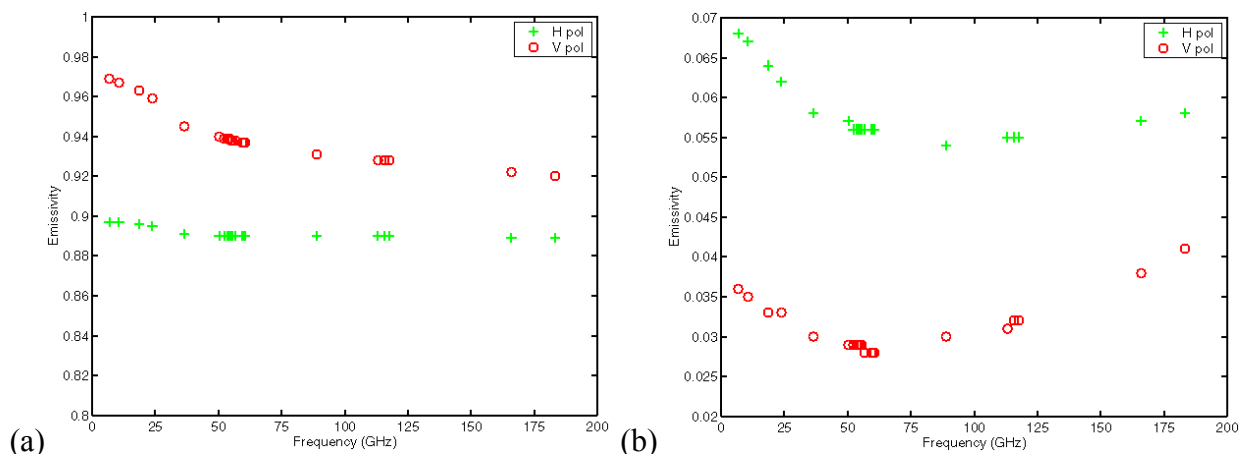 1
0.98
0.96
0.94
0.92
0.9
0.88
0.86
0.84
0.82
0.8
Emissivity
0 25 50 75 100 125 150 175 200
Frequency (GHz)
H pol
V pol
(a)
0.07
0.065
0.06
0.055
0.05
0.045
0.04
0.035
0.03
0.025
0.02
Emissivity
0 25 50 75 100 125 150 175 200
Frequency (GHz)
H pol
V pol
(b)